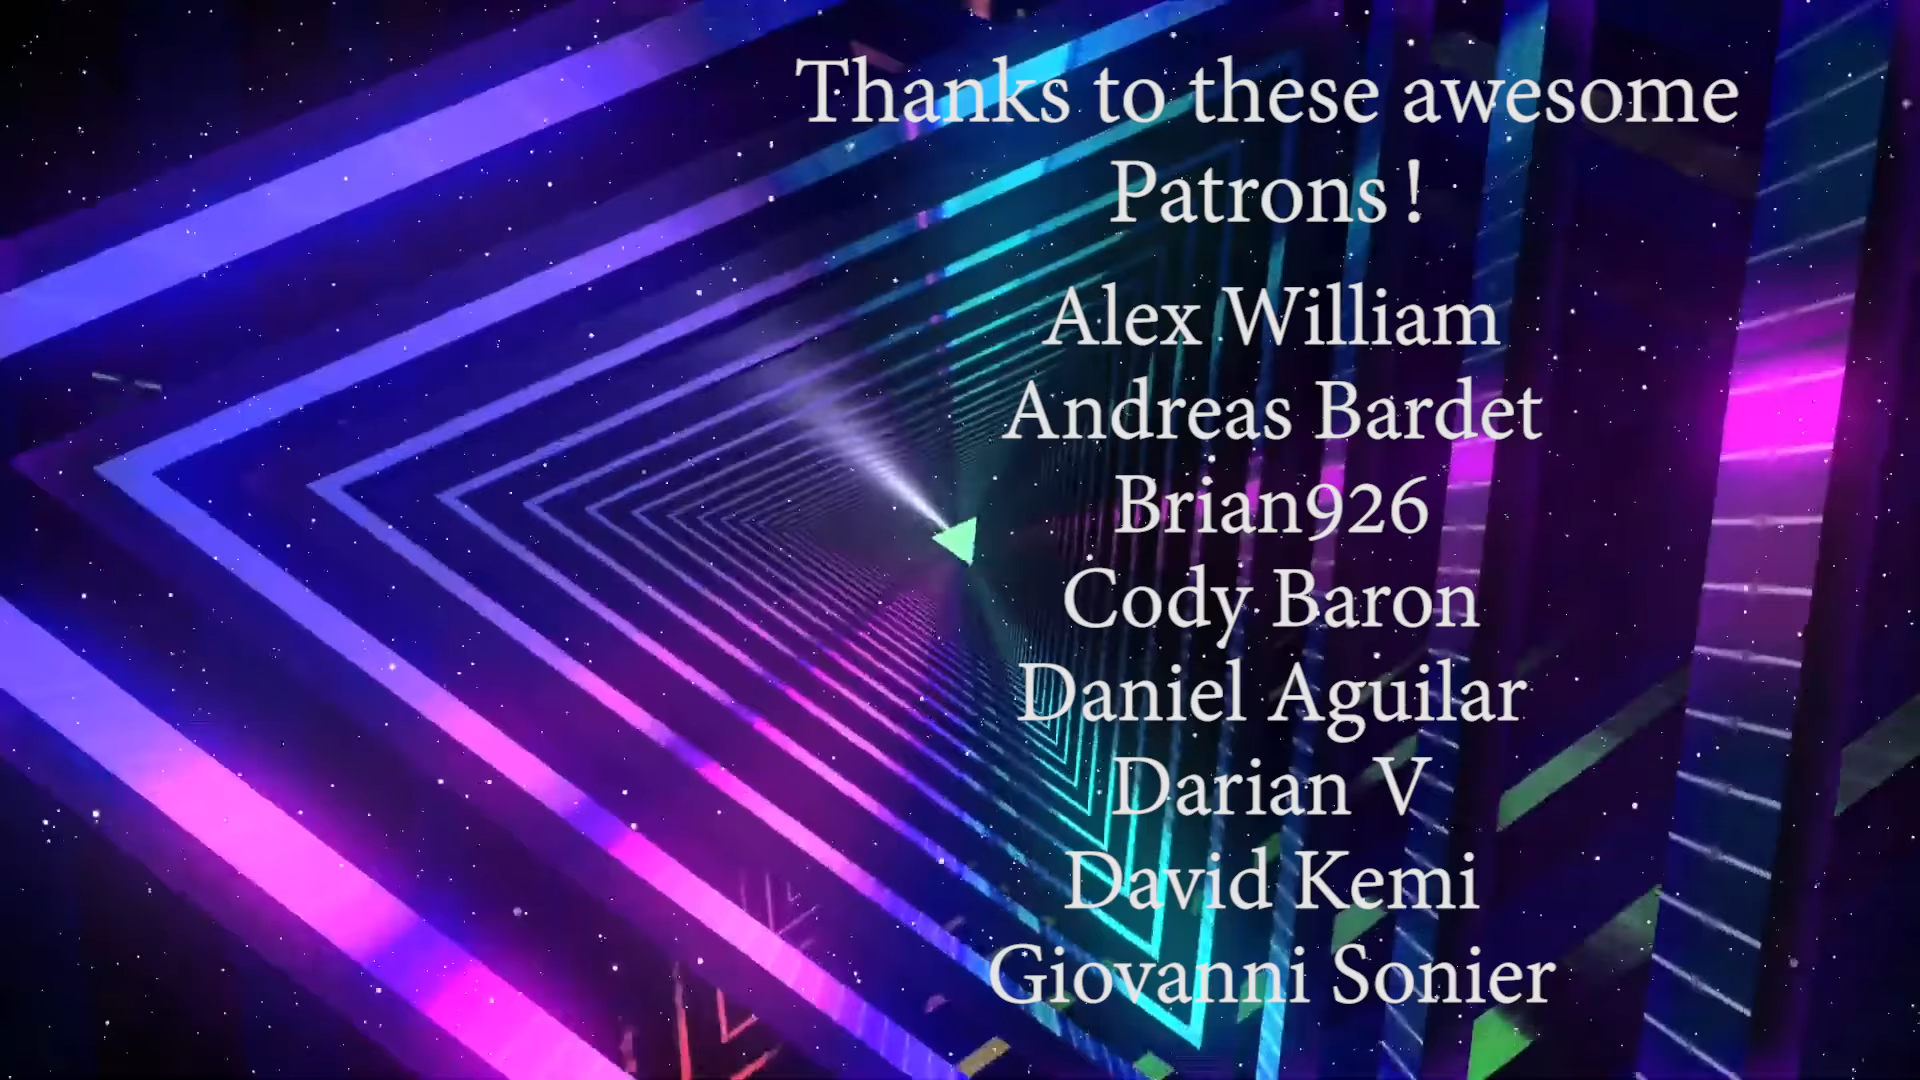 Thanks to these awesome
Patrons !
Alex William
Andreas Bardet
Brian926
Cody Baron
Daniel Aguilar
Darian V
David Kemi
Giovanni Sonier